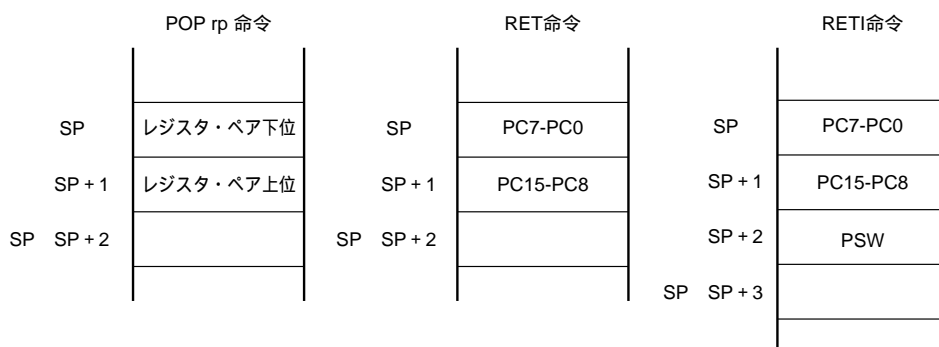 POP rp 命令
SP
レジスタ・ペア下位
SP + 1
レジスタ・ペア上位
SP SP + 2
RET命令
SP
PC7-PC0
SP + 1
PC15-PC8
SP SP + 2
RETI命令
SP
PC7-PC0
SP + 1
PC15-PC8
SP + 2
PSW
SP SP + 3